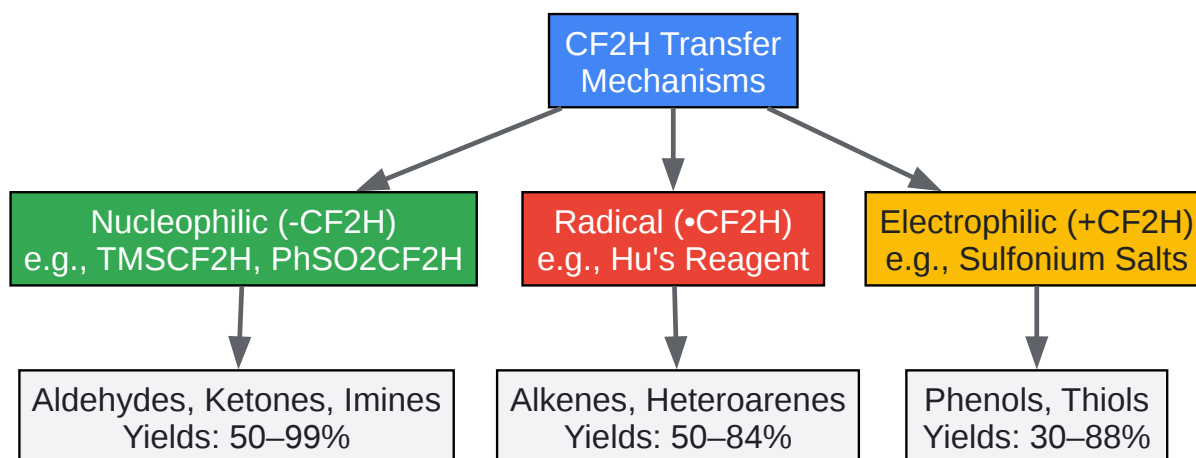 CF2H Transfer
Mechanisms
Nucleophilic (-CF2H)
e.g., TMSCF2H, PhSO2CF2H
Radical (•CF2H)
e.g., Hu's Reagent
Electrophilic (+CF2H)
e.g., Sulfonium Salts
Aldehydes, Ketones, Imines
Yields: 50–99%
Alkenes, Heteroarenes
Yields: 50–84%
Phenols, Thiols
Yields: 30–88%